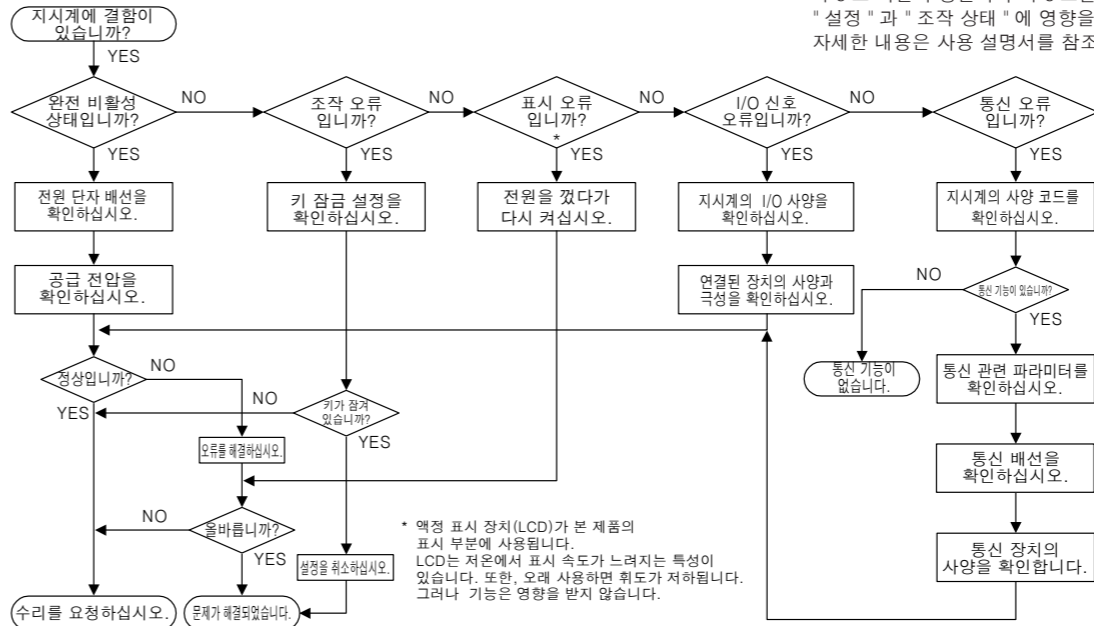 지시계에 결함이
있습니까?
" 설정 " 과 " 조작 상태 " 에 영향을
자세한 내용은 사용 설명서를 참조
YES
완전 비활성
상태입니까?
NO
조작 오류
입니까?
NO
표시 오류
입니까?
*
NO
I/O 신호
오류입니까?
NO
통신 오류
입니까?
YES
YES
YES
YES
YES
전원 단자 배선을
확인하십시오.
키 잠금 설정을
확인하십시오.
전원을 껐다가
다시 켜십시오.
지시계의 I/O 사양을
확인하십시오.
지시계의 사양 코드를
확인하십시오.
공급 전압을
확인하십시오.
연결된 장치의 사양과
극성을 확인하십시오.
NO
통신 기능이 있습니까?
YES
정상입니까?
NO
YES
NO
키가 잠겨
있습니까?
YES
통신 기능이
없습니다.
통신 관련 파라미터를
확인하십시오.
오류를 해결하십시오.
통신 배선을
확인하십시오.
NO
올바릅니까?
YES
설정을 취소하십시오.
* 액정 표시 장치(LCD)가 본 제품의
표시 부분에 사용됩니다.
LCD는 저온에서 표시 속도가 느려지는 특성이
있습니다. 또한, 오래 사용하면 휘도가 저하됩니다.
그러나 기능은 영향을 받지 않습니다.
통신 장치의
사양을 확인합니다.
수리를 요청하십시오.
문제가 해결되었습니다.